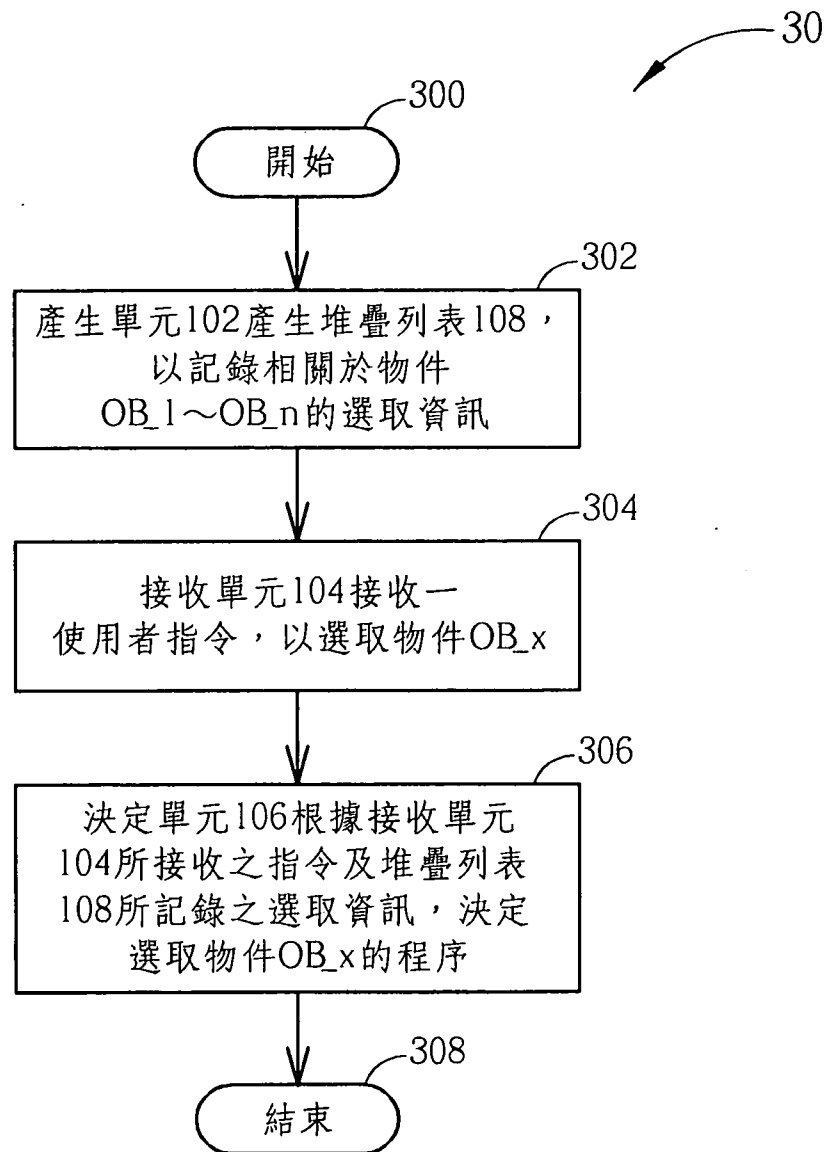 30
300
開始
302
產生單元102產生堆疊列表108，
以記錄相關於物件
OB_1～OB_n的選取資訊
304
接收單元104接收一
使用者指令，以選取物件OB_x
306
決定單元106根據接收單元
104所接收之指令及堆疊列表
108所記錄之選取資訊，決定
選取物件OB_x的程序
308
結束